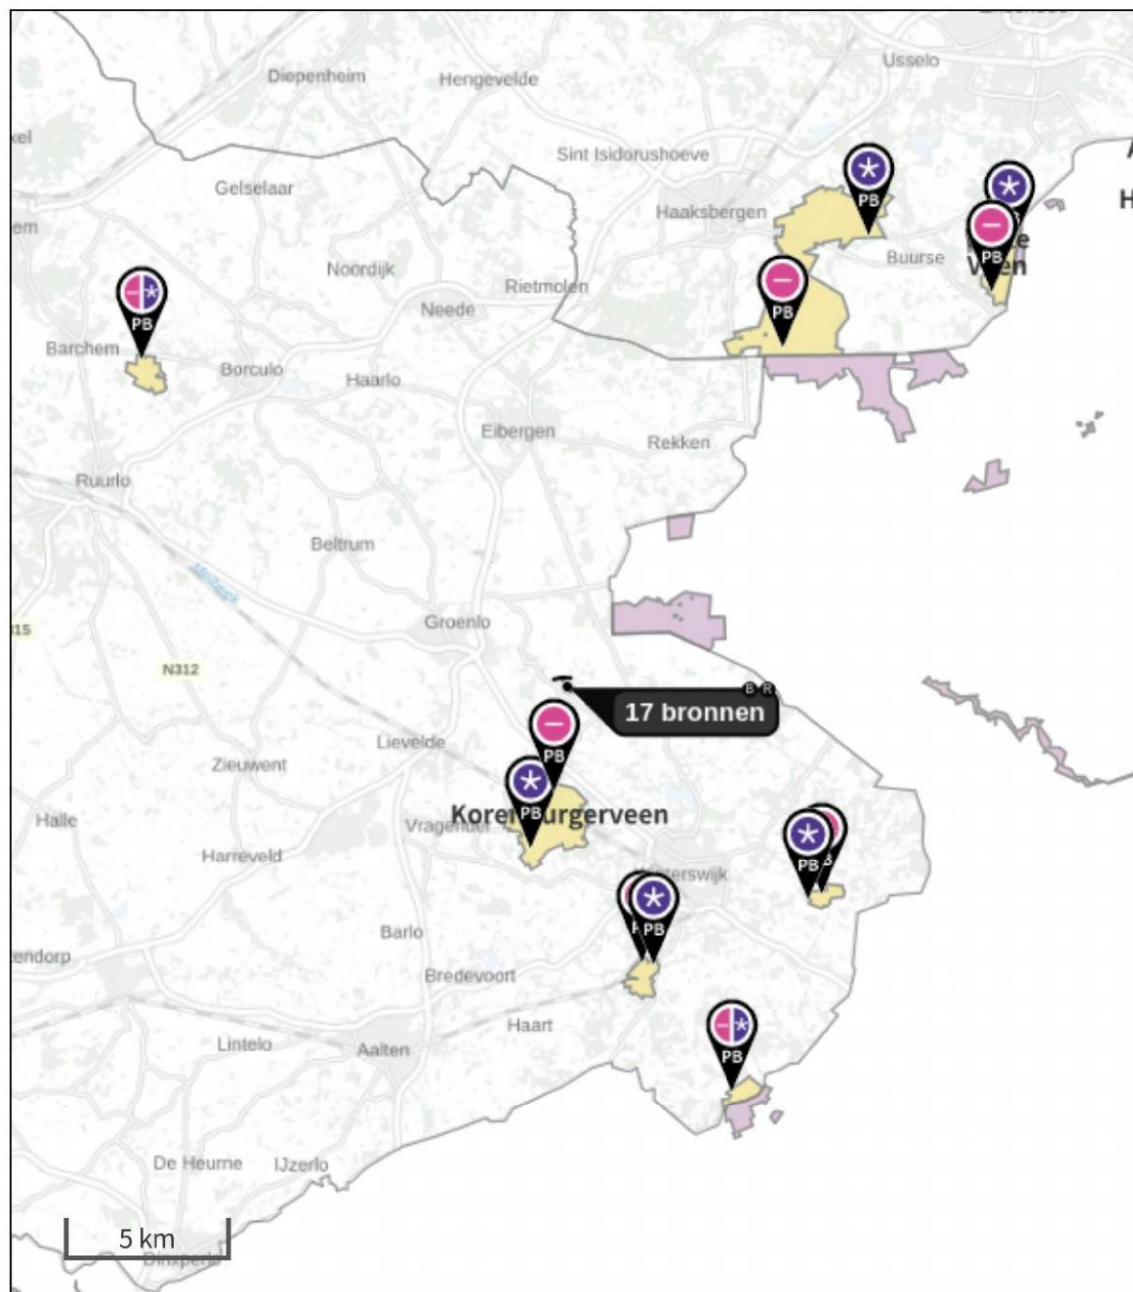 Usselo
Diepenheim
Hengevelde
Sint Isidorushoeve
PB
Gelselaar
Haaksbergen
H
Buurse
PB
Noordijk
Rietmolen
PB
PB
Neede
Barchem
Borculo
Haarlo
Eibergen
Rekken
Ruurlo
Beltrum
Groenlo
N312
B R
17 bronnen
Lievelde
PB
Zieuwent
PB
Halle
Vragender
Harreveld
PB
PB
Barlo
Bredevoort
Haart
PB
Lintelo
Aalten
De Heurne
IJzerlo
5 km
Dinxperlo